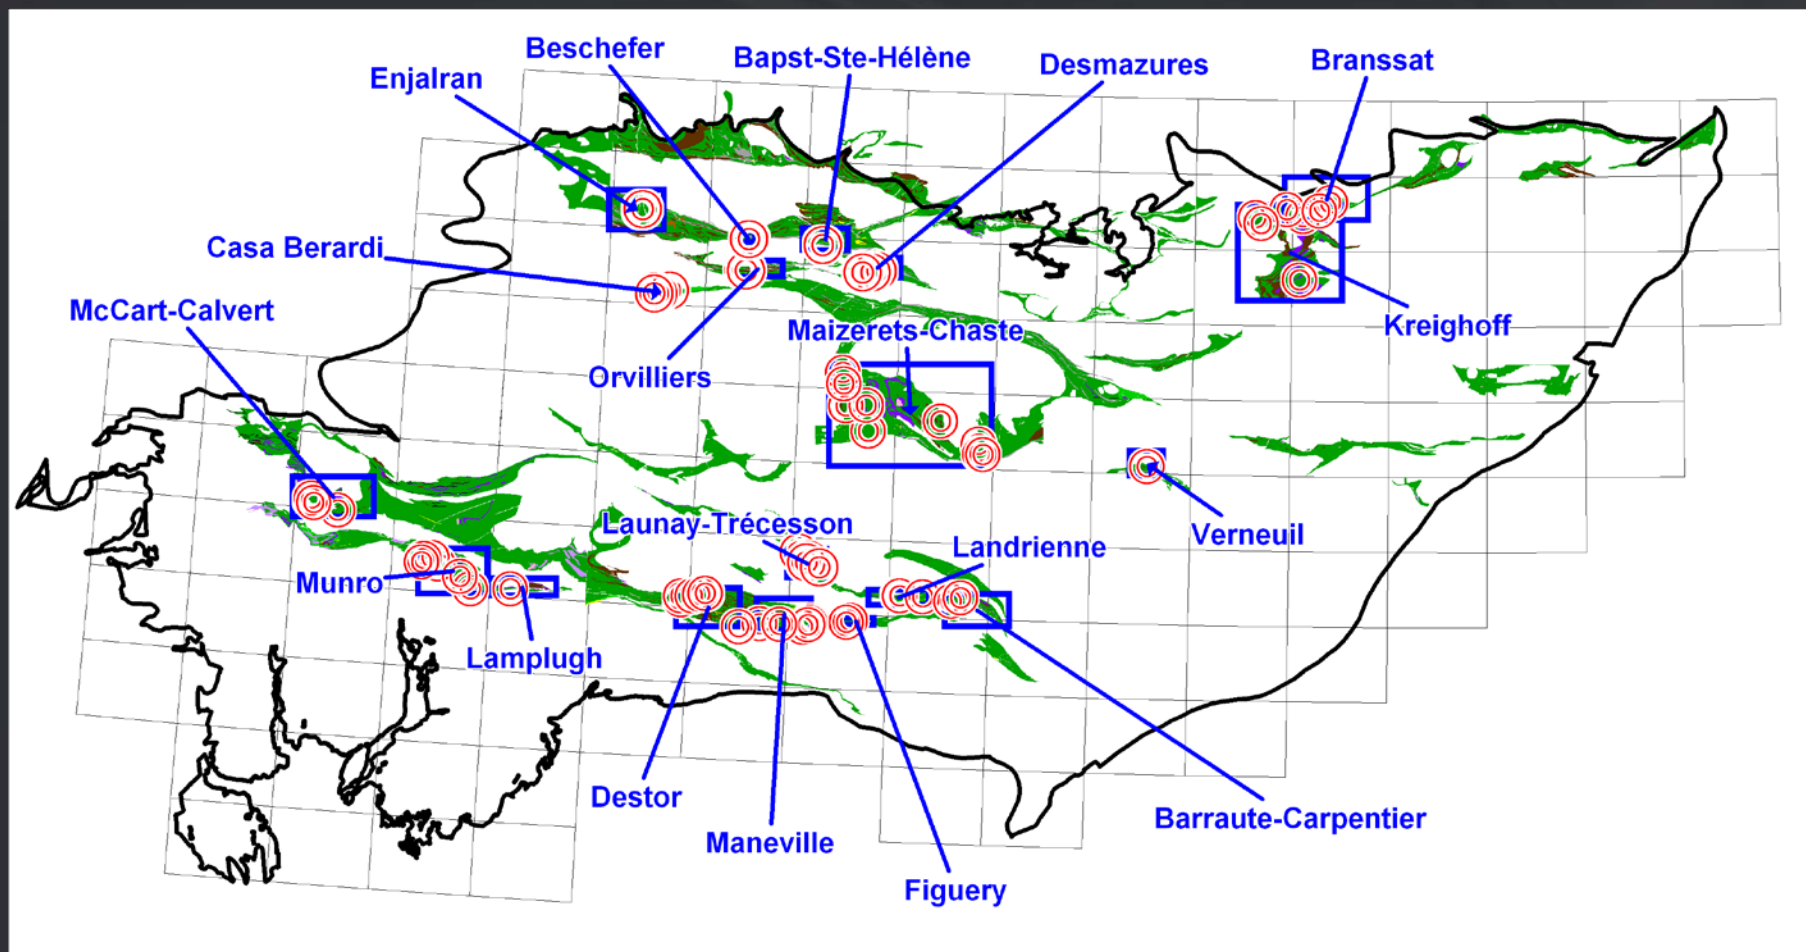 Beschefer
Bapst-Ste-Hélène
Branssat
Enjalran
Desmazures
Casa Berardi
McCart-Calvert
Kreighoff
Maizerets-Chaste
Orvilliers
Launay-Trécesson
Verneuil
Landrienne
Munro
Lamplugh
Destor
Barraute-Carpentier
Maneville
Figuery